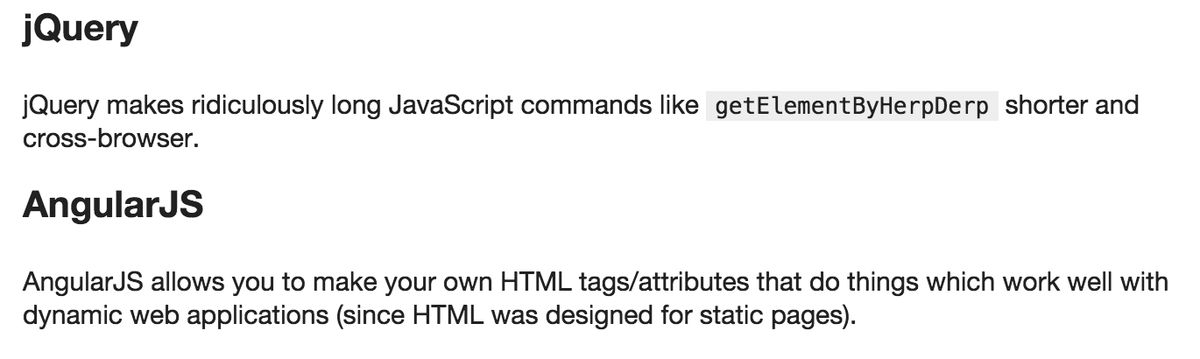 jQuery
jQuery makes ridiculously long JavaScript commands like getElementByHerpDerp shorter and
cross-browser.
AngularJS
AngularJS allows you to make your own HTML tags/attributes that do things which work well with
dynamic web applications (since HTML was designed for static pages).